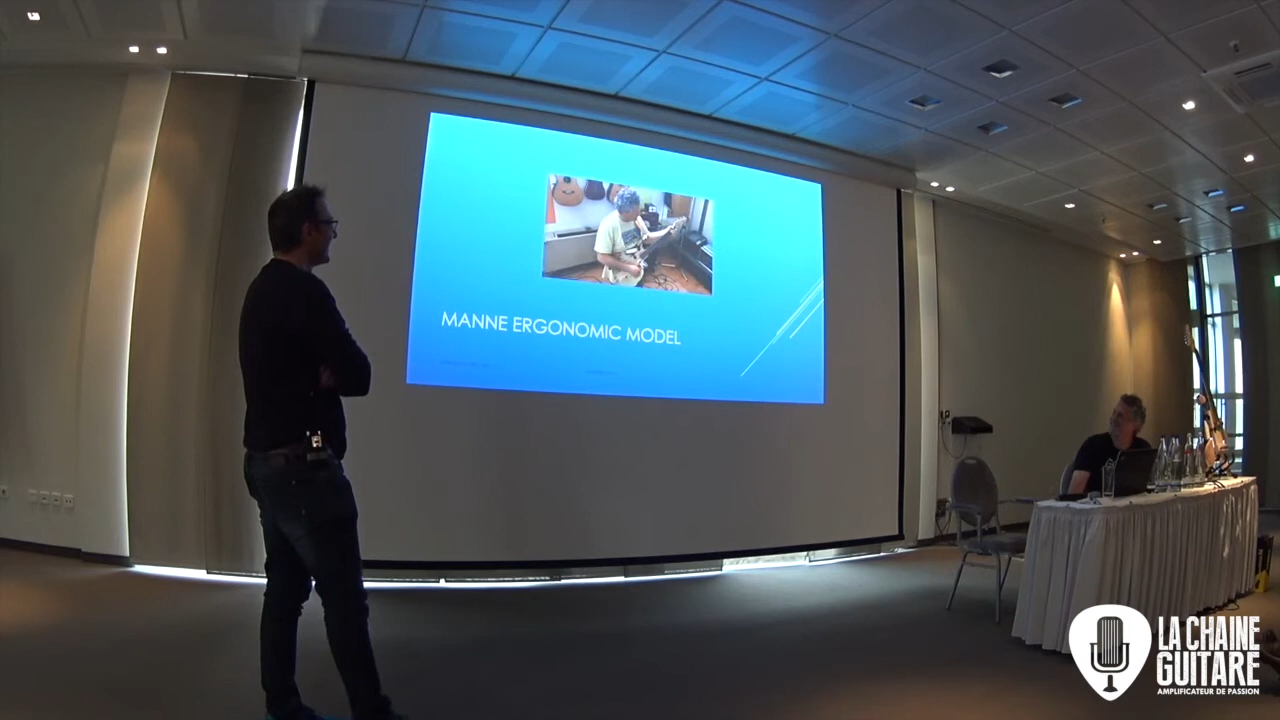 MANNE ERGONOMIC MODEL
LA CHAINE
GUITARE
AMPLIFICATEUR DE PASSION